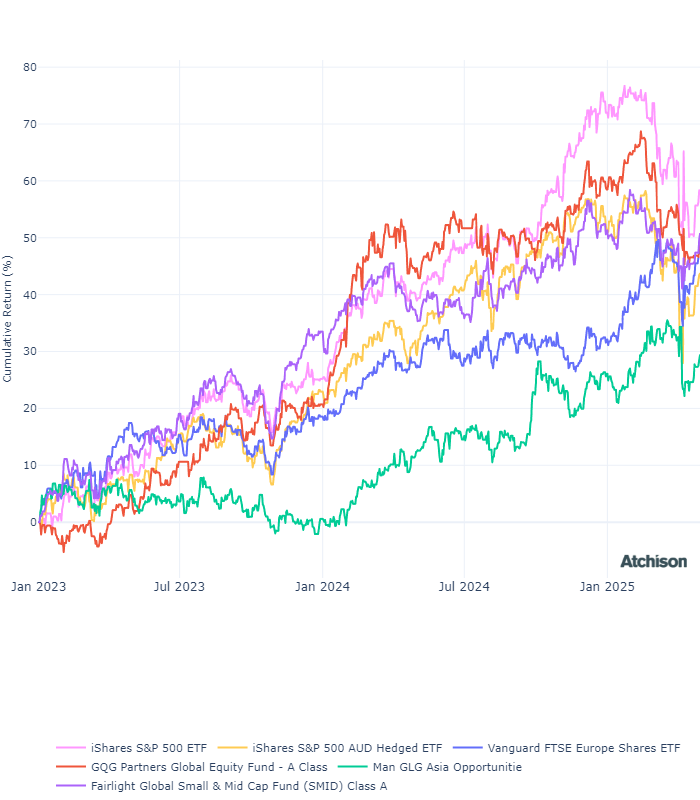 80
70
60
50
40
30
20
10
0
Cumulative Return (%)
Jan 2023 Jul 2023 Jan 2024 Jul 2024 Jan 2025
Atchison
iShares S&P 500 ETF iShares S&P 500 AUD Hedged ETF Vanguard FTSE Europe Shares ETF
GQG Partners Global Equity Fund - A Class Man GLG Asia Opportunitie
Fairlight Global Small & Mid Cap Fund (SMID) Class A